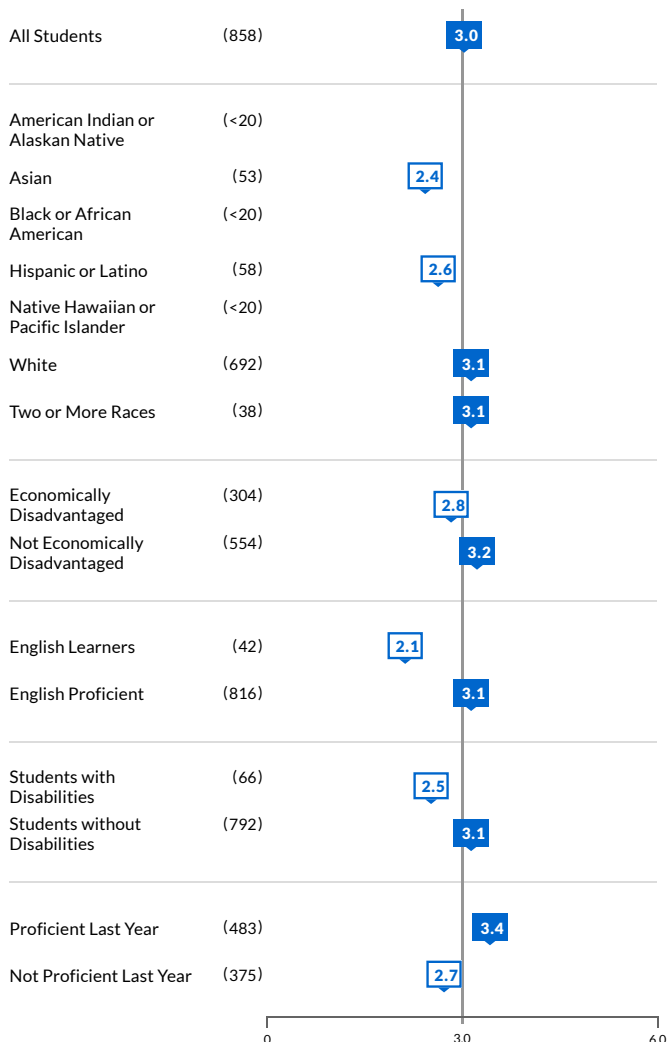 All Students (858) 3.0
American Indian or (<20)
Alaskan Native
Asian (53) 2.4
Black or African (<20)
American
Hispanic or Latino (58) 2.6
Native Hawaiian or (<20)
Pacific Islander
White (692) 3.1
Two or More Races (38) 3.1
Economically (304) 2.8
Disadvantaged
Not Economically (554) 3.2
Disadvantaged
English Learners (42) 2.1
English Proficient (816) 3.1
Students with (66) 2.5
Disabilities
Students without (792) 3.1
Disabilities
Proficient Last Year (483) 3.4
Not Proficient Last Year (375) 2.7
0 3.0 6.0